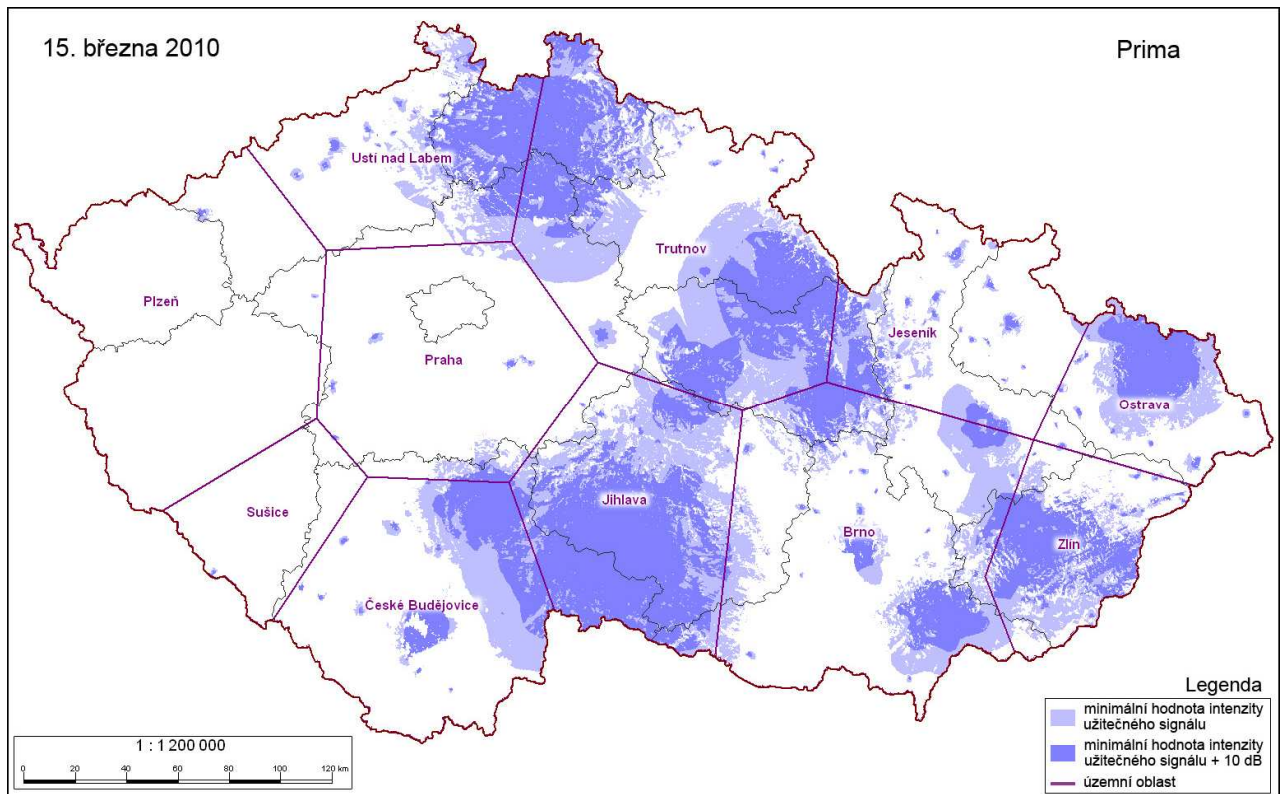 15. března 2010
Prima
Ustí nad Labem
Trutnov
Plzeň
Praha
Jeseník
Ostrava
Sušice
Jihlava
Brno
Zlín
České Budějovice
Legenda
minimální hodnota intenzity
užitečného signálu
minimální hodnota intenzity
užitečného signálu + 10 dB
územní oblast
1 : 1 200 000
0 20 40 60 80 100 120 km